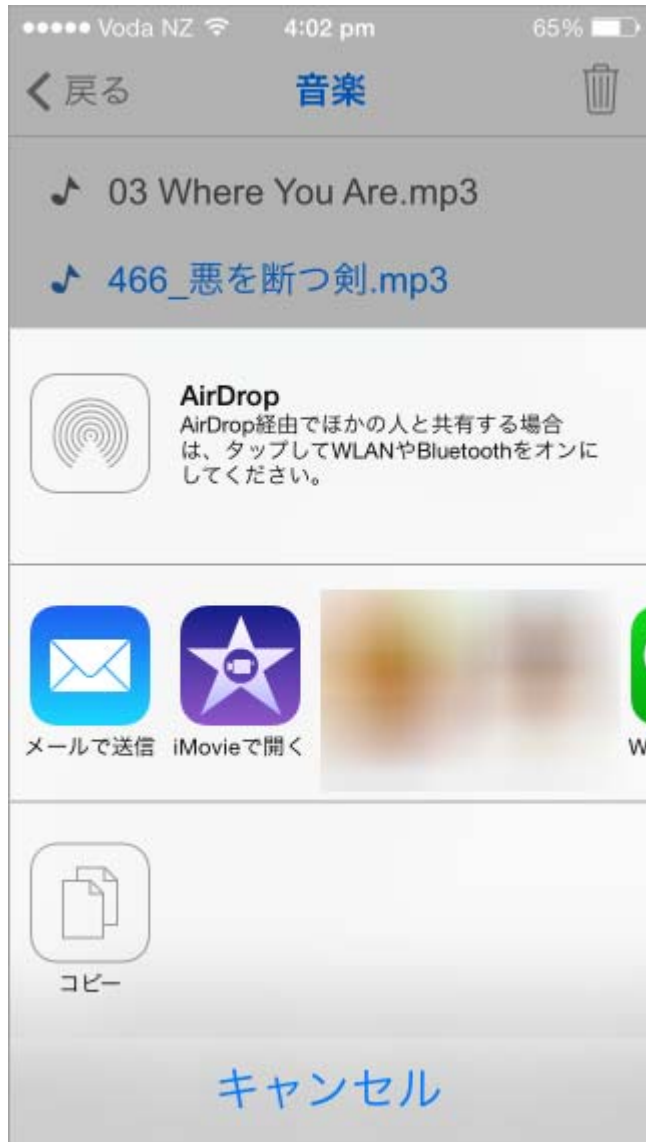 Voda NZ 4:02 pm 65%
戻る 音楽
03 Where You Are.mp3
466_悪を断つ剣.mp3
AirDrop
AirDrop経由でほかの人と共有する場合
は、タップしてWLANやBluetoothをオンに
してください。
メールで送信 iMovieで開く W
コピー
キャンセル